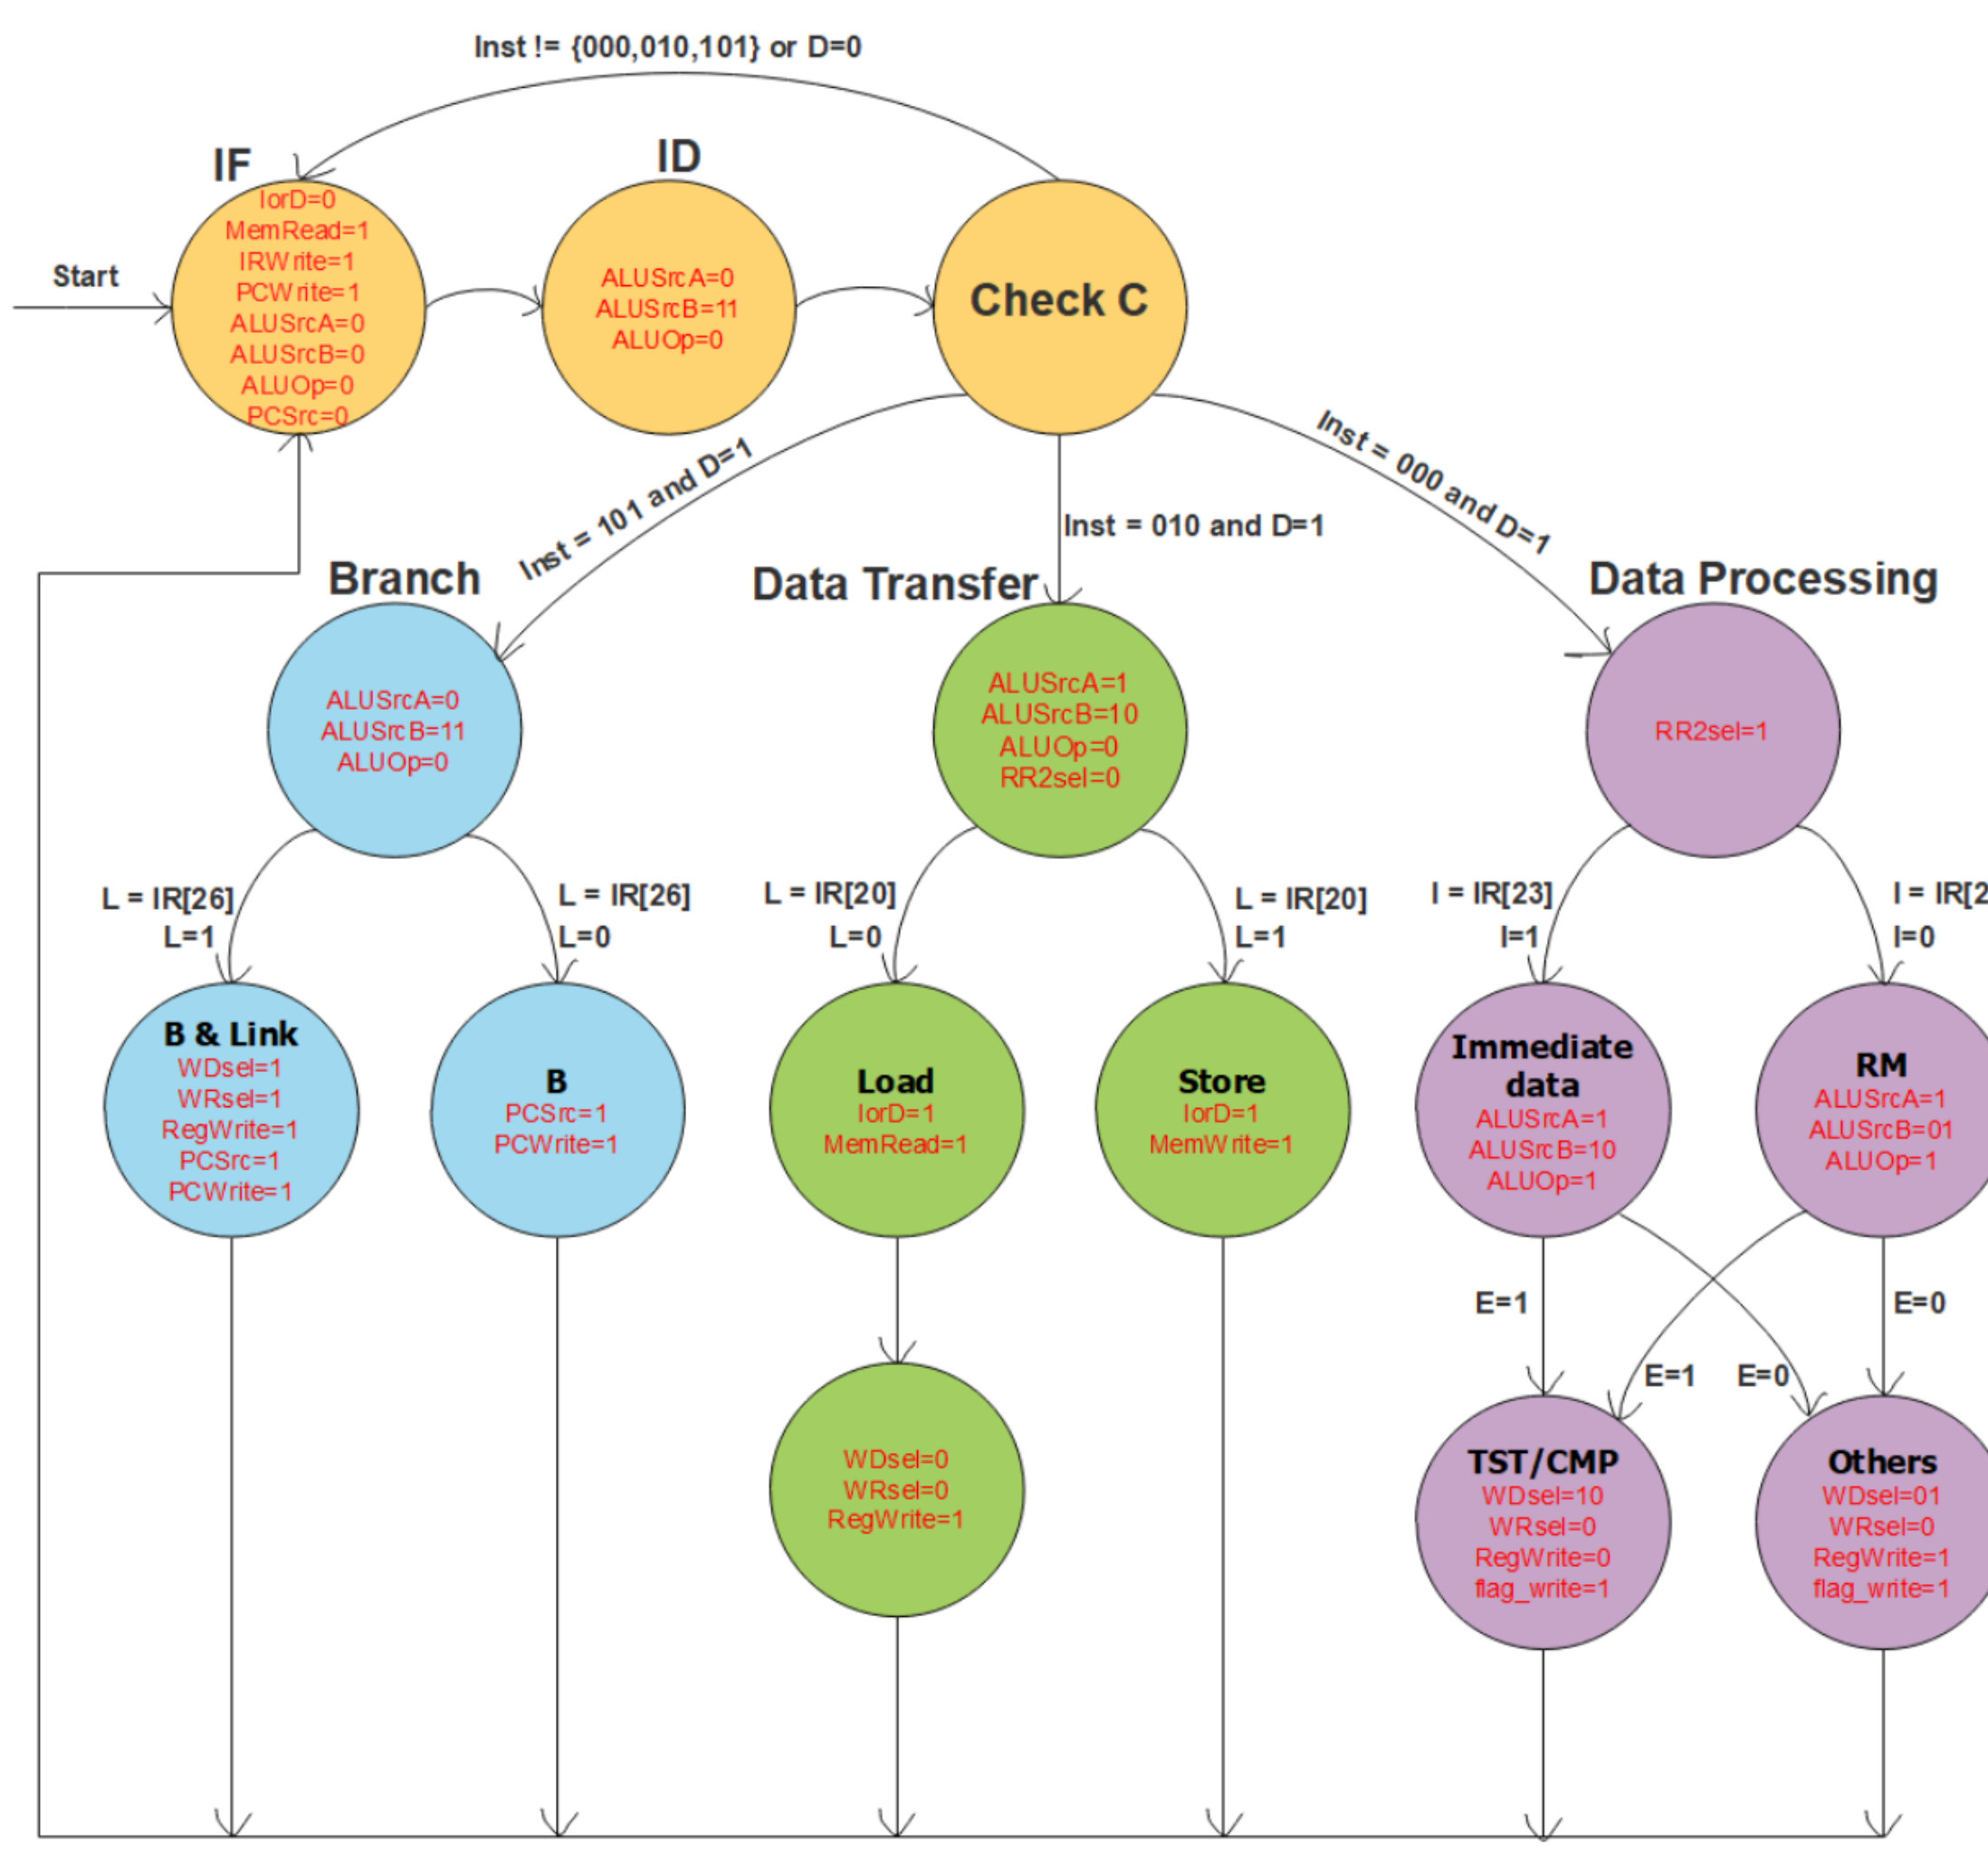 Inst != {000,010,101} or D=0
IF
ID
Start
IorD=0
MemRead=1
IRWrite=1
PCWrite=1
ALUSrcA=0
ALUSrcB=0
ALUOp=0
PCSrc=0
ALUSrcA=0
ALUSrcB=11
ALUOp=0
Check C
Inst = 101 and D=1
Inst = 010 and D=1
Inst = 000 and D=1
Branch
Data Transfer
Data Processing
ALUSrcA=0
ALUSrcB=11
ALUOp=0
ALUSrcA=1
ALUSrcB=10
ALUOp=0
RR2sel=0
RR2sel=1
L = IR[26]
L=1
L = IR[26]
L=0
L = IR[20]
L=0
L = IR[20]
L=1
I = IR[23]
I=1
I = IR[2
I=0
B & Link
WDsel=1
WRsel=1
RegWrite=1
PCSrc=1
PCWrite=1
B
PCSrc=1
PCWrite=1
Load
IorD=1
MemRead=1
Store
IorD=1
MemWrite=1
Immediate
data
ALUSrcA=1
ALUSrcB=10
ALUOp=1
RM
ALUSrcA=1
ALUSrcB=01
ALUOp=1
E=1
E=0
E=1
E=0
WDsel=0
WRsel=0
RegWrite=1
TST/CMP
WDsel=10
WRsel=0
RegWrite=0
flag_write=1
Others
WDsel=01
WRsel=0
RegWrite=1
flag_write=1